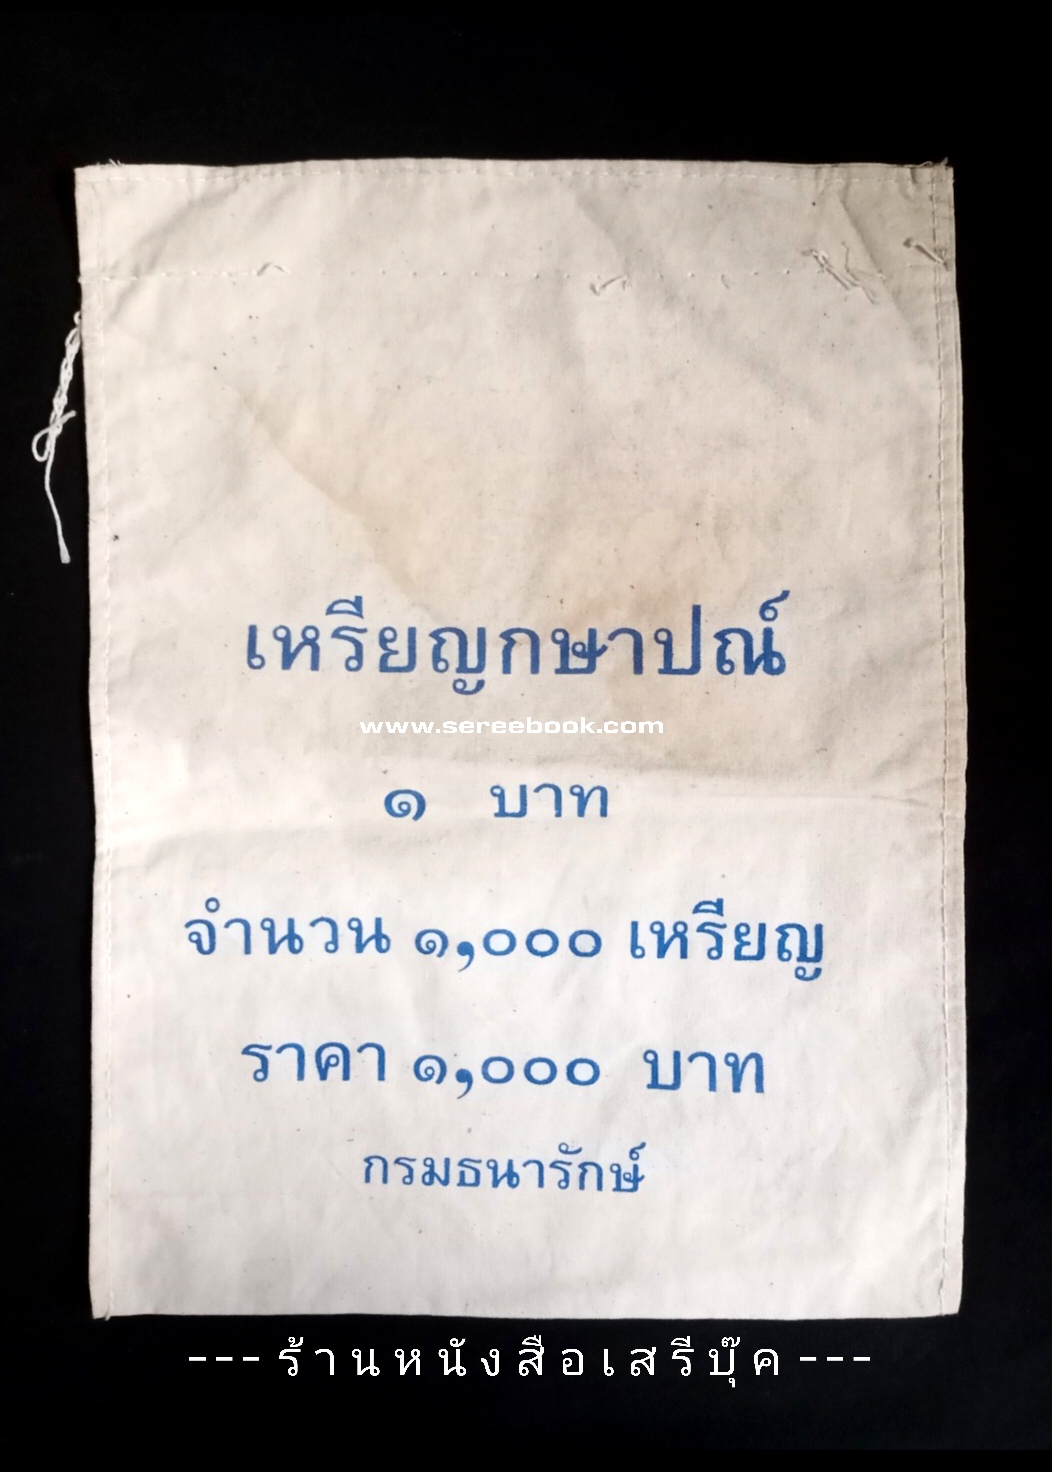 เหรียญกษาปณ์
www.sereebook.com
๑ บาท
จำนวน ๑,๐๐๐ เหรียญ
ราคา ๑,๐๐๐ บาท
กรมธนารักษ์
--- ร้านหนังสือเสรีบุ๊ค ---